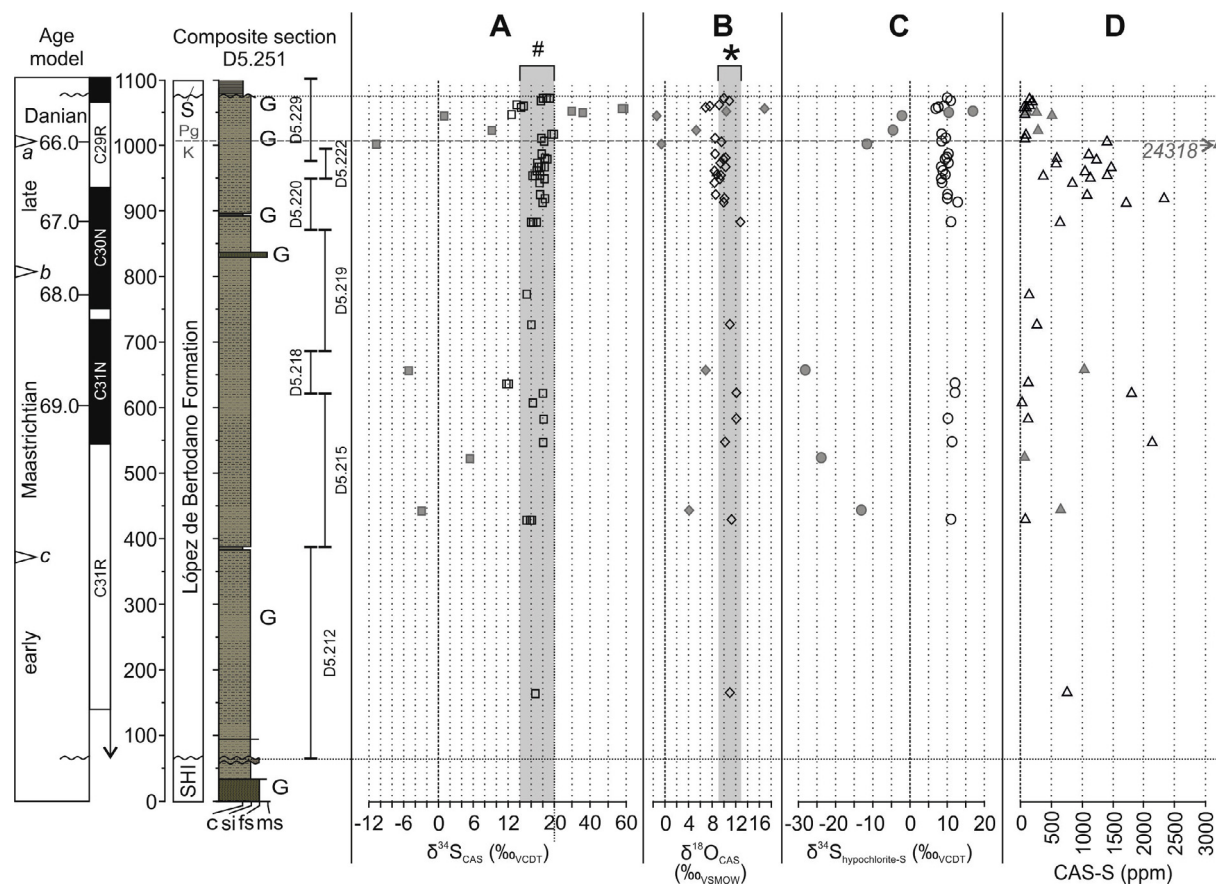 A
B
C
D
Age
model
Composite section
D5.251
#
*
1100
1000
900
800
700
600
500
400
300
200
100
0
Danian
66.0
a
late
67.0
b
68.0
69.0
Maastrichtian
c
early
C29R
C30N
C31N
C31R
S
Pg
K
López de Bertodano Formation
SHI
G
G
G
G
G
G
c si fs ms
D5.229
D5.222
D5.220
D5.219
D5.218
D5.215
D5.212
24318
-12 -6 0 6 12 20 40 60
δ34SCAS (‰VCDT)
0 4 8 12 16
δ18OCAS
(‰VSMOW)
-30 -20 -10 0 10 20
δ34Shypochlorite-S (‰VCDT)
0 500 1000 1500 2000 2500 3000
CAS-S (ppm)